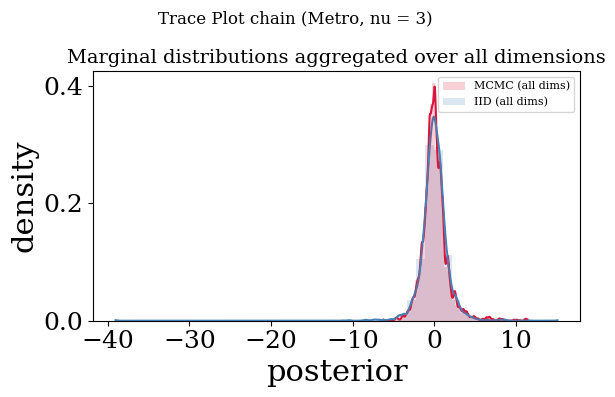 Trace Plot chain (Metro, nu = 3)
Marginal distributions aggregated over all dimensions
MCMC (all dims)
IID (all dims)
density
0.4
0.2
0.0
−40
−30
−20
−10
0
10
posterior